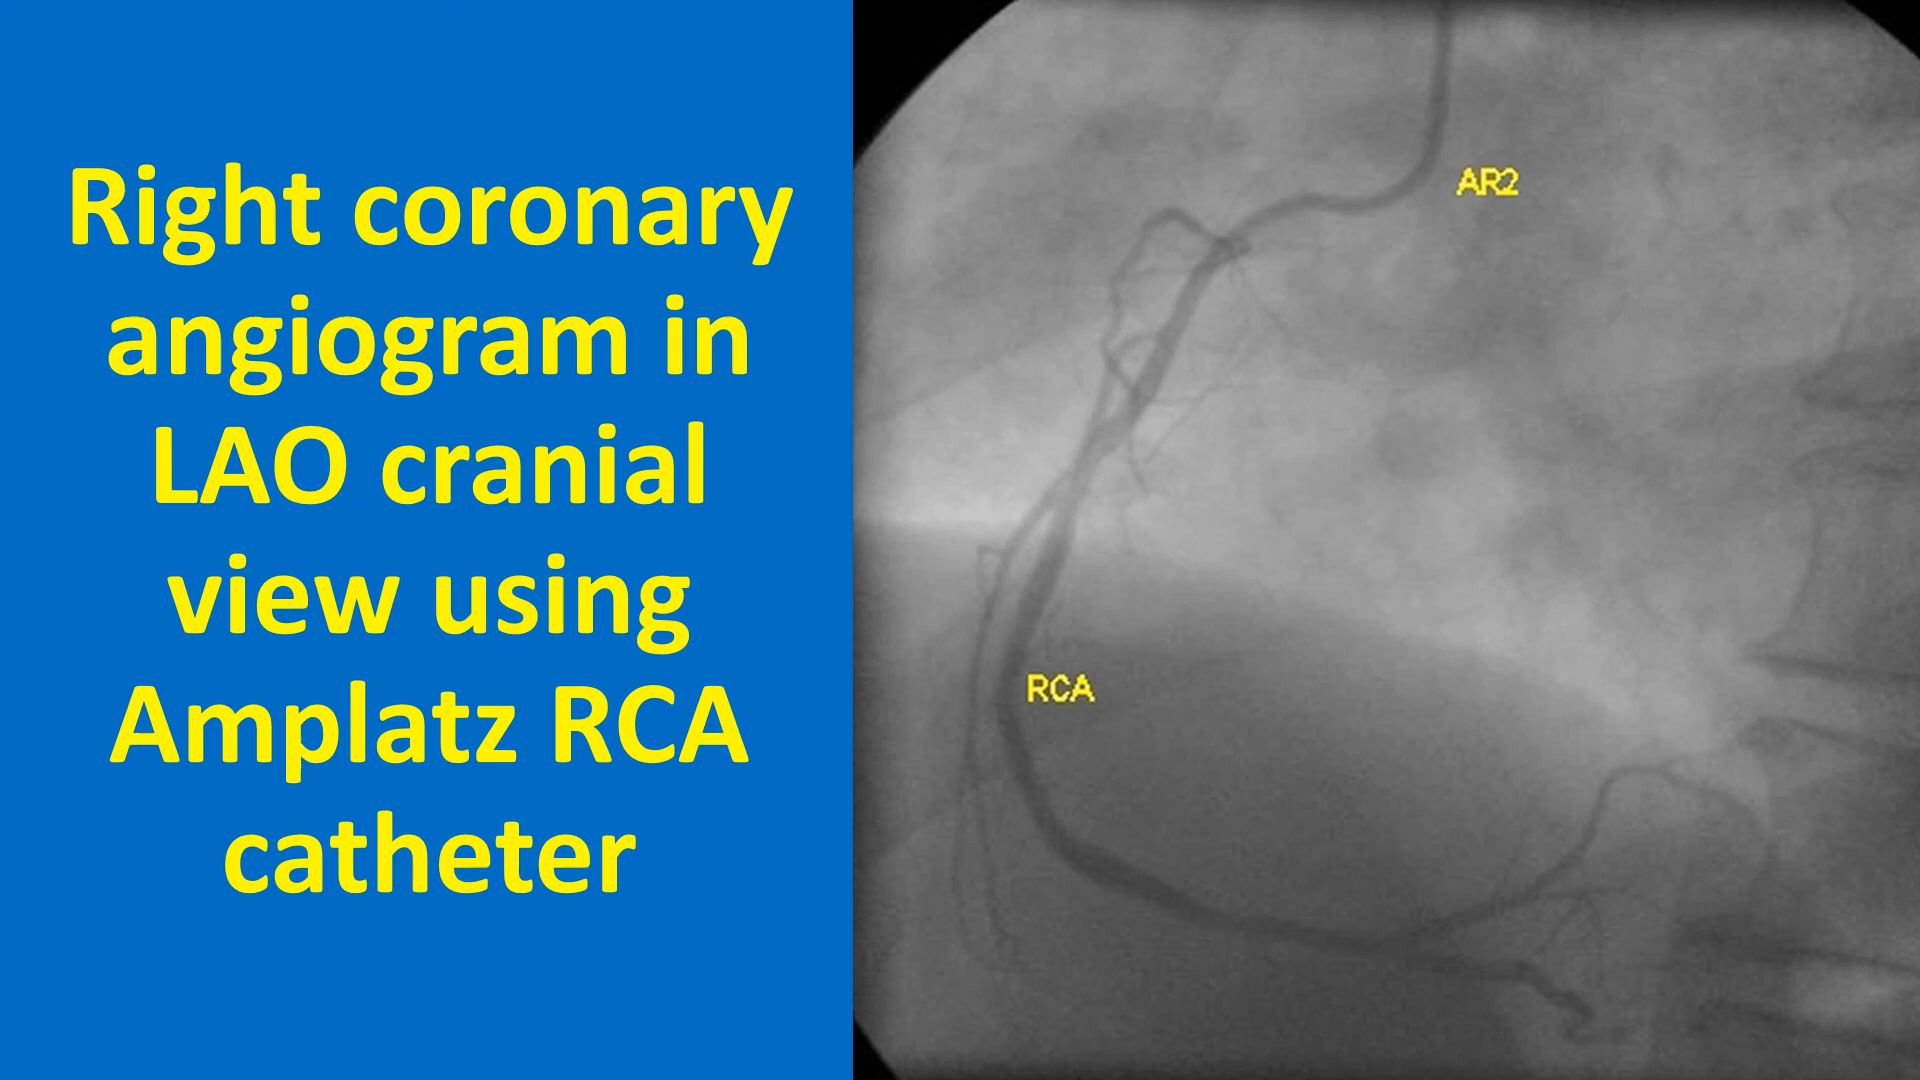 Right coronary
angiogram in
LAO cranial
view using
Amplatz RCA
catheter
AR2
RCA